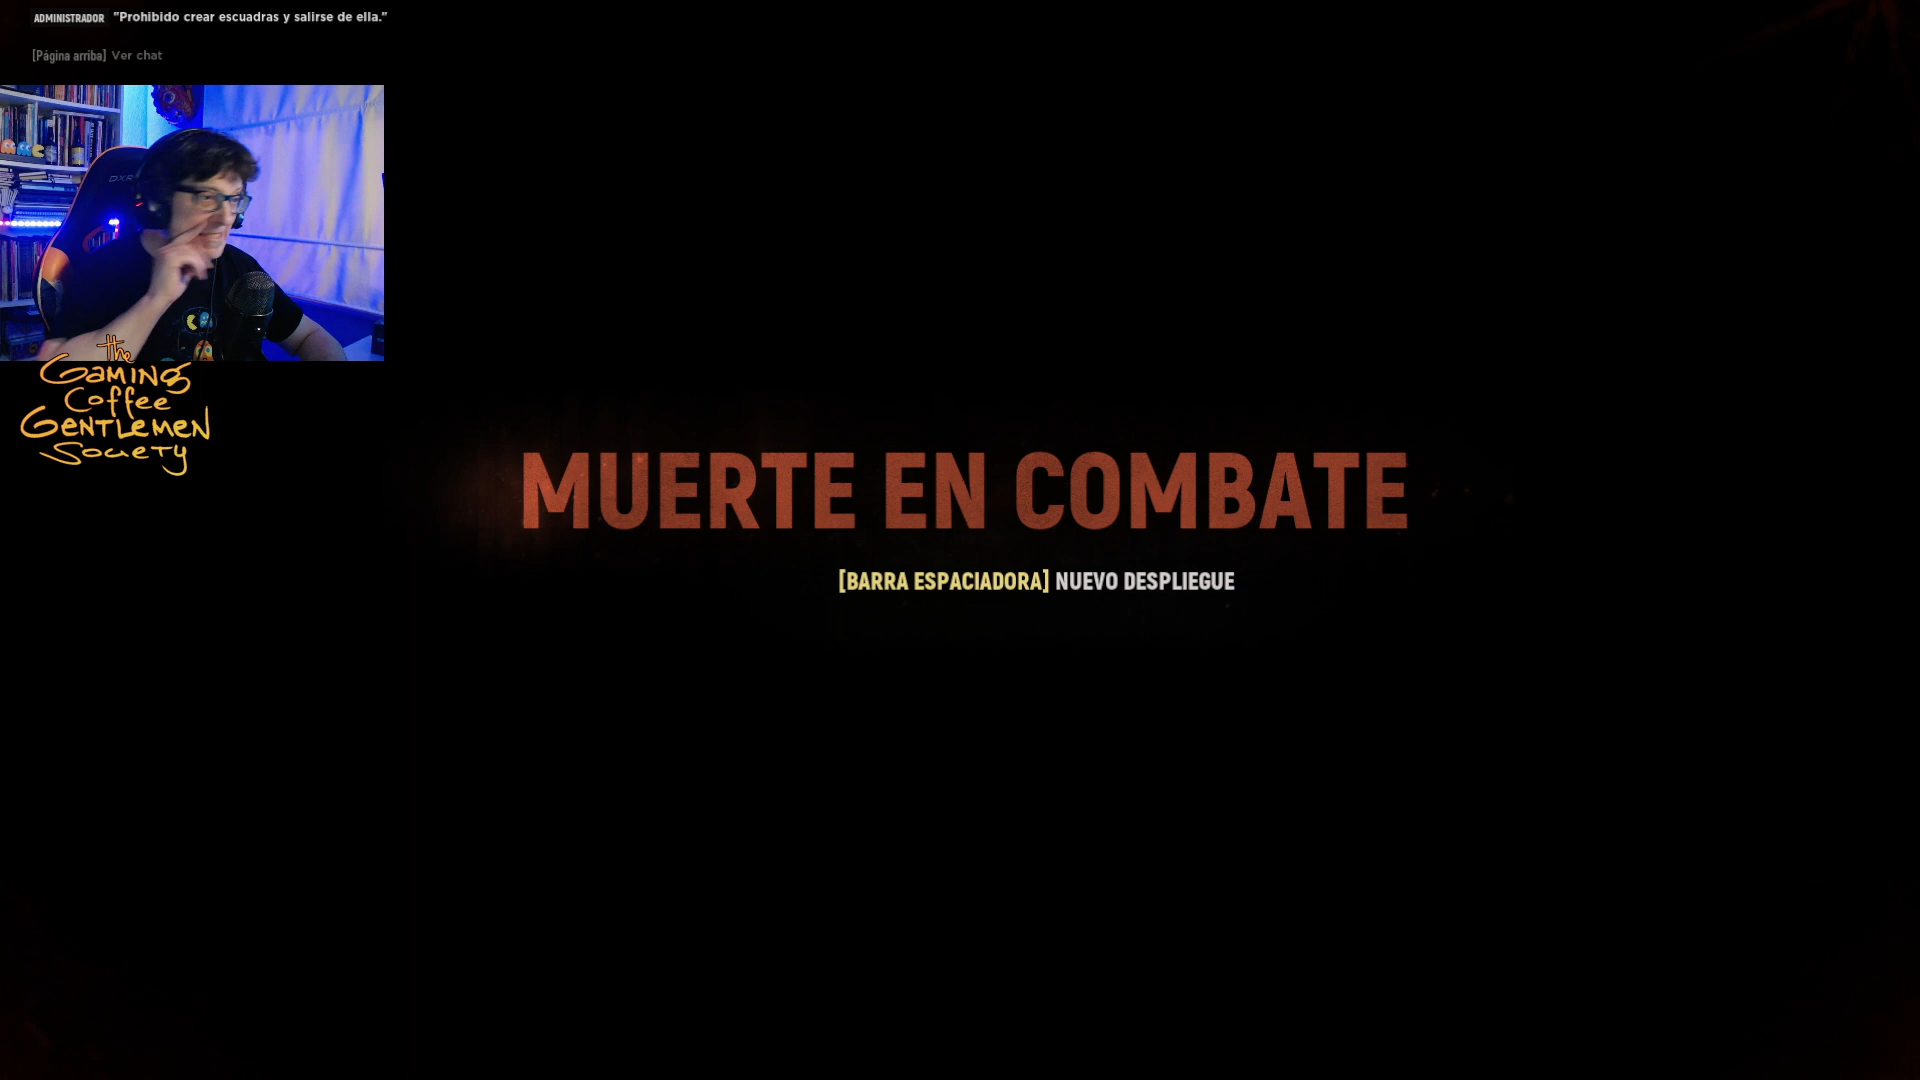 ADMINISTRADOR "Prohibido crear escuadras y salirse de ella."
[Página arriba] Ver chat
DXR
the
GAMING
Coffee
GENTLEMEN
Society
MUERTE EN COMBATE
[BARRA ESPACIADORA] NUEVO DESPLIEGUE